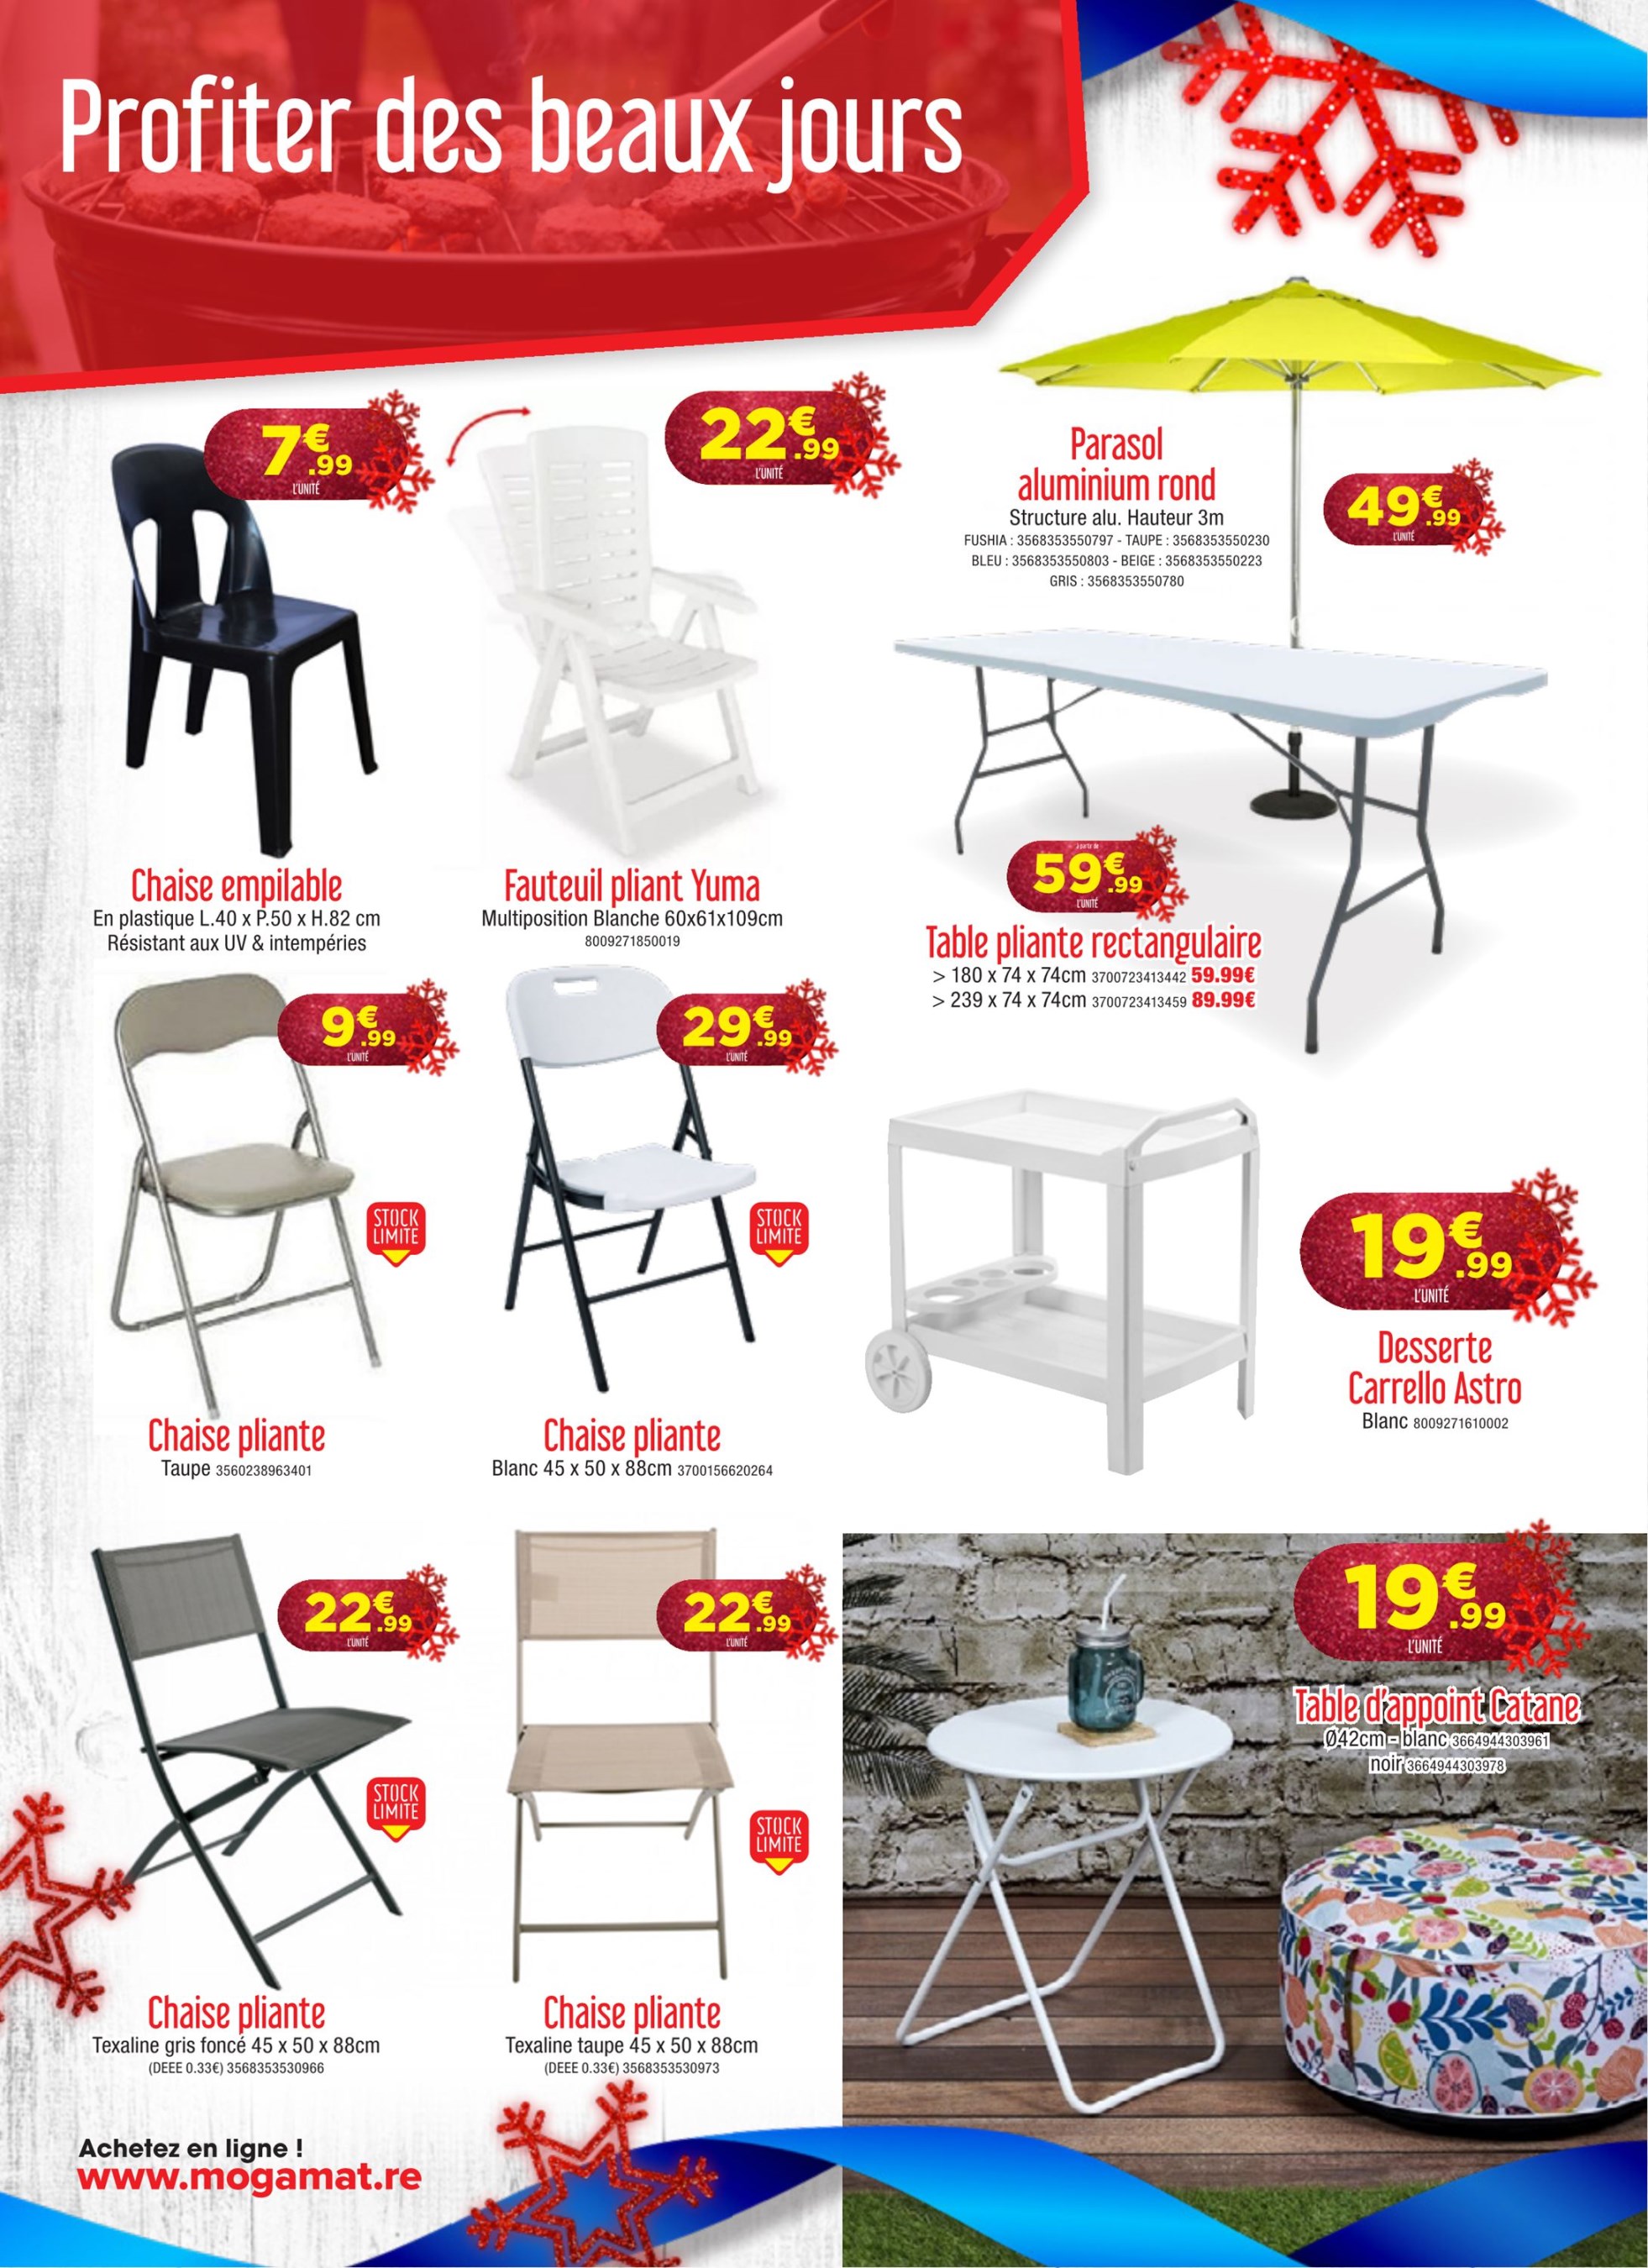 Profiter des beaux jours
7€.99
L'UNITÉ
22€.99
L'UNITÉ
Parasol
aluminium rond
Structure alu. Hauteur 3m
FUSHIA : 3568353550797 - TAUPE : 3568353550230
BLEU : 3568353550803 - BEIGE : 3568353550223
GRIS : 3568353550780
49€.99
L'UNITÉ
Chaise empilable
En plastique L.40 x P.50 x H.82 cm
Résistant aux UV & intempéries
Fauteuil pliant Yuma
Multiposition Blanche 60x61x109cm
8009271850019
à partir de
59€.99
L'UNITÉ
Table pliante rectangulaire
> 180 x 74 x 74cm 3700723413442 59.99€
> 239 x 74 x 74cm 3700723413459 89.99€
9€.99
L'UNITÉ
STOCK
LIMITE
Chaise pliante
Taupe 3560238963401
29€.99
L'UNITÉ
STOCK
LIMITE
Chaise pliante
Blanc 45 x 50 x 88cm 3700156620264
19€.99
L'UNITÉ
Desserte
Carrello Astro
Blanc 8009271610002
22€.99
L'UNITÉ
STOCK
LIMITE
Chaise pliante
Texaline gris foncé 45 x 50 x 88cm
(DEEE 0.33€) 3568353530966
22€.99
L'UNITÉ
STOCK
LIMITE
Chaise pliante
Texaline taupe 45 x 50 x 88cm
(DEEE 0.33€) 3568353530973
19€.99
L'UNITÉ
Table d'appoint Catane
Ø42cm - blanc 3664944303961
noir 3664944303978
Achetez en ligne !
www.mogamat.re